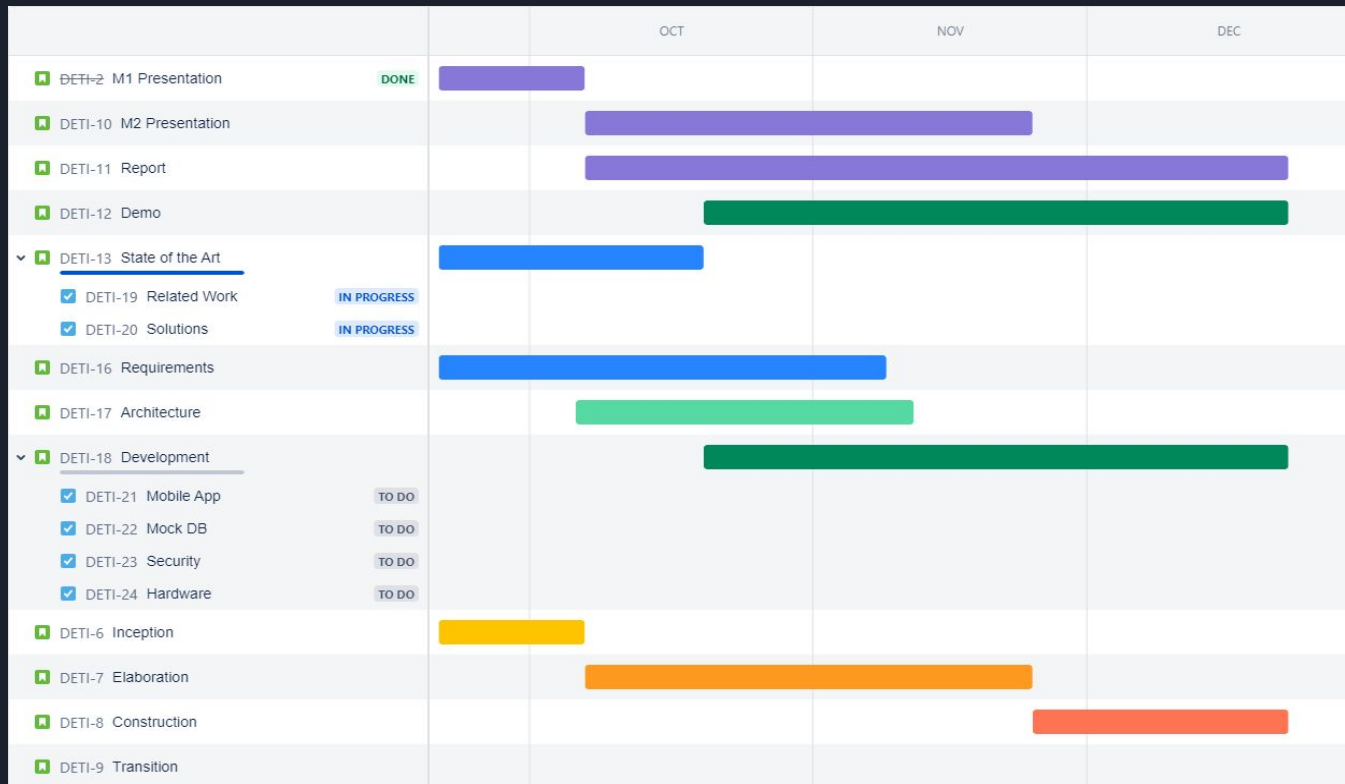 OCT NOV DEC
DETI-2 M1 Presentation DONE
DETI-10 M2 Presentation
DETI-11 Report
DETI-12 Demo
DETI-13 State of the Art
DETI-19 Related Work IN PROGRESS
DETI-20 Solutions IN PROGRESS
DETI-16 Requirements
DETI-17 Architecture
DETI-18 Development
DETI-21 Mobile App TO DO
DETI-22 Mock DB TO DO
DETI-23 Security TO DO
DETI-24 Hardware TO DO
DETI-6 Inception
DETI-7 Elaboration
DETI-8 Construction
DETI-9 Transition